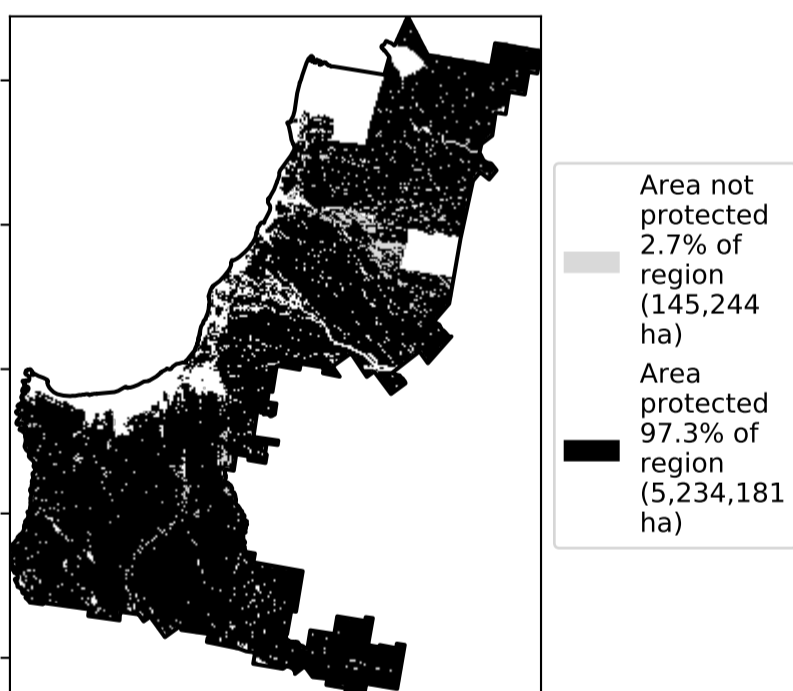 Area not
protected
2.7% of
region
(145,244
ha)
Area
protected
97.3% of
region
(5,234,181
ha)